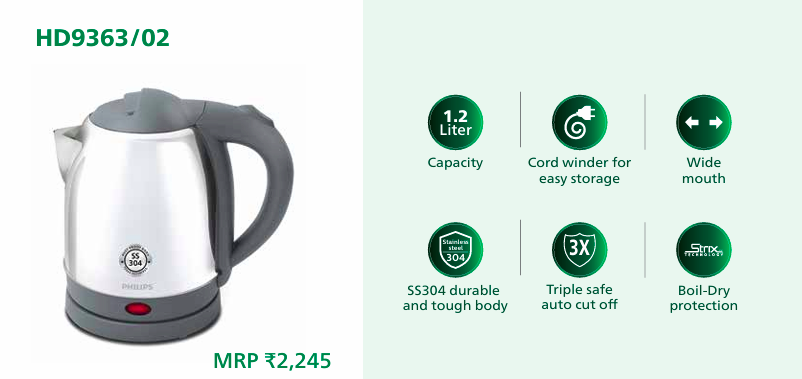 HD9363/02
SS
304
PHILIPS
MRP ₹2,245
1.2
Liter
Capacity
Cord winder for
easy storage
Wide
mouth
Stainless
steel
304
SS304 durable
and tough body
3X
Triple safe
auto cut off
Strix
TECHNOLOGY
Boil-Dry
protection